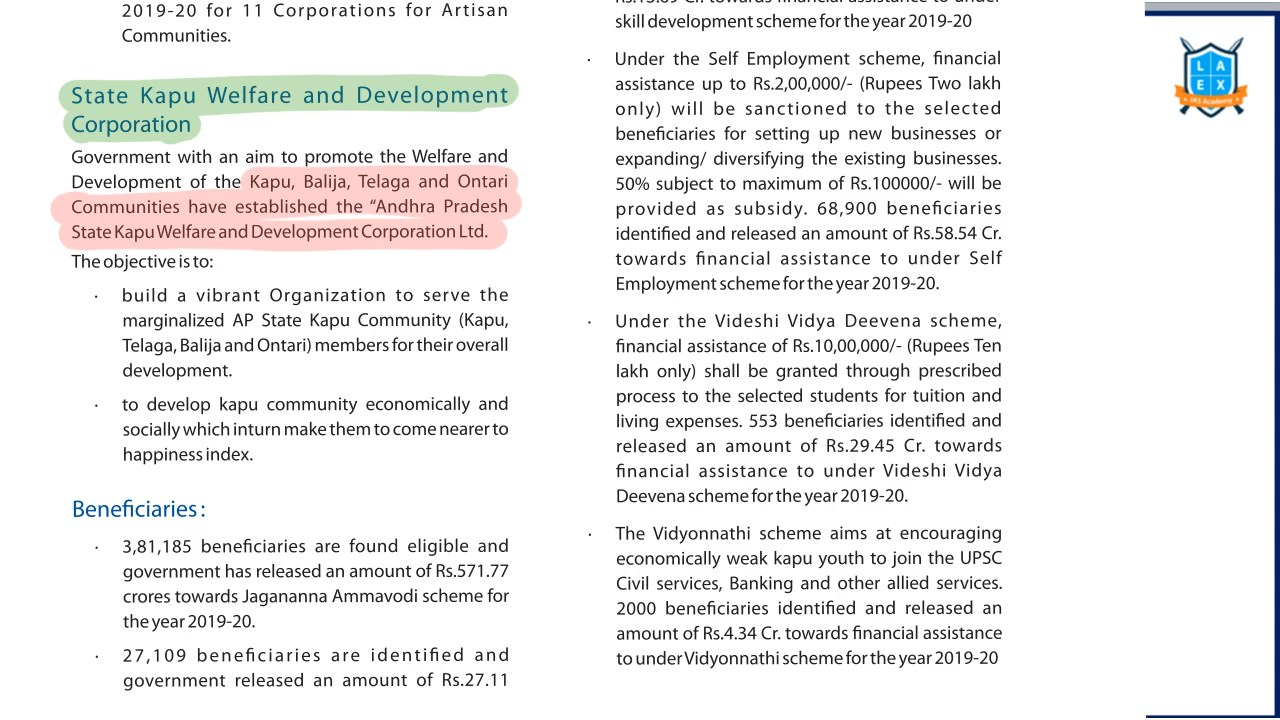 2019-20 for 11 Corporations for Artisan
Communities.
State Kapu Welfare and Development
Corporation
Government with an aim to promote the Welfare and
Development of the Kapu, Balija, Telaga and Ontari
Communities have established the “Andhra Pradesh
State Kapu Welfare and Development Corporation Ltd.
The objective is to:
· build a vibrant Organization to serve the
marginalized AP State Kapu Community (Kapu,
Telaga, Balija and Ontari) members for their overall
development.
· to develop kapu community economically and
socially which inturn make them to come nearer to
happiness index.
Beneficiaries :
· 3,81,185 beneficiaries are found eligible and
government has released an amount of Rs.571.77
crores towards Jagananna Ammavodi scheme for
the year 2019-20.
· 27,109 beneficiaries are identified and
government released an amount of Rs.27.11
skill development scheme for the year 2019-20
· Under the Self Employment scheme, financial
assistance up to Rs.2,00,000/- (Rupees Two lakh
only) will be sanctioned to the selected
beneficiaries for setting up new businesses or
expanding/ diversifying the existing businesses.
50% subject to maximum of Rs.100000/- will be
provided as subsidy. 68,900 beneficiaries
identified and released an amount of Rs.58.54 Cr.
towards financial assistance to under Self
Employment scheme for the year 2019-20.
· Under the Videshi Vidya Deevena scheme,
financial assistance of Rs.10,00,000/- (Rupees Ten
lakh only) shall be granted through prescribed
process to the selected students for tuition and
living expenses. 553 beneficiaries identified and
released an amount of Rs.29.45 Cr. towards
financial assistance to under Videshi Vidya
Deevena scheme for the year 2019-20.
· The Vidyonnathi scheme aims at encouraging
economically weak kapu youth to join the UPSC
Civil services, Banking and other allied services.
2000 beneficiaries identified and released an
amount of Rs.4.34 Cr. towards financial assistance
to under Vidyonnathi scheme for the year 2019-20
L A
E X
IAS Academy